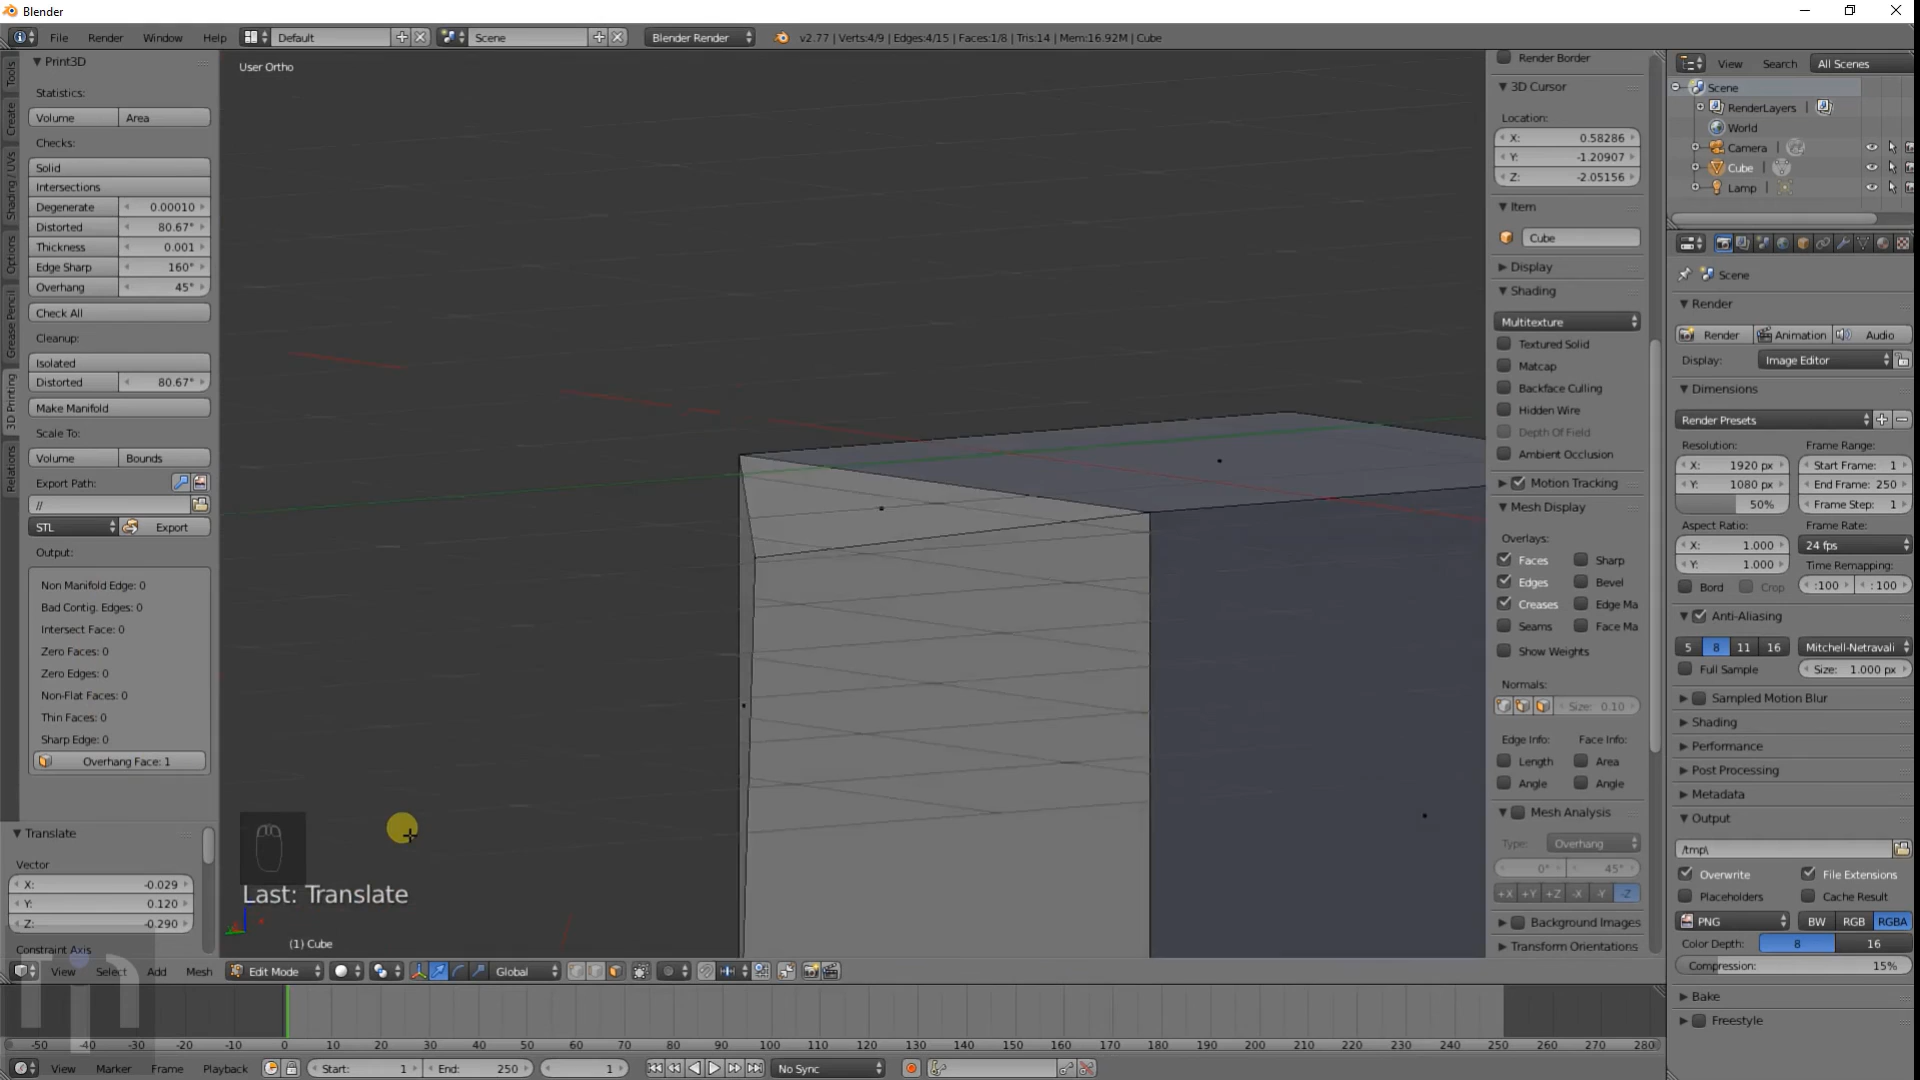 Blender
File Render Window Help Default Scene Blender Render v2.77 | Verts:4/9 | Edges:4/15 | Faces:1/8 | Tris:14 | Mem:16.92M | Cube
Tools
Create
Shading / UVs
Options
Grease Pencil
3D Printing
Relations
Print3D
Statistics:
Volume Area
Checks:
Solid
Intersections
Degenerate 0.00010
Distorted 80.67°
Thickness 0.001
Edge Sharp 160°
Overhang 45°
Check All
Cleanup:
Isolated
Distorted 80.67°
Make Manifold
Scale To:
Volume Bounds
Export Path:
//
STL Export
Output:
Non Manifold Edge: 0
Bad Contig. Edges: 0
Intersect Face: 0
Zero Faces: 0
Zero Edges: 0
Non-Flat Faces: 0
Thin Faces: 0
Sharp Edge: 0
Overhang Face: 1
Translate
Vector
X: -0.029
Y: 0.120
Z: -0.290
Constraint Axis
User Ortho
Last: Translate
(1) Cube
View Select Add Mesh Edit Mode Global
Render Border
3D Cursor
Location:
X: 0.58286
Y: -1.20907
Z: -2.05156
Item
Cube
Display
Shading
Multitexture
Textured Solid
Matcap
Backface Culling
Hidden Wire
Depth Of Field
Ambient Occlusion
Motion Tracking
Mesh Display
Overlays:
Faces Sharp
Edges Bevel
Creases Edge Ma
Seams Face Ma
Show Weights
Normals:
Size: 0.10
Edge Info: Face Info:
Length Area
Angle Angle
Mesh Analysis
Type: Overhang
0° 45°
+X +Y +Z -X -Y -Z
Background Images
Transform Orientations
View Search All Scenes
Scene
RenderLayers
World
Camera
Cube
Lamp
Scene
Render
Render Animation Audio
Display: Image Editor
Dimensions
Render Presets
Resolution: Frame Range:
X: 1920 px Start Frame: 1
Y: 1080 px End Frame: 250
50% Frame Step: 1
Aspect Ratio: Frame Rate:
X: 1.000 24 fps
Y: 1.000 Time Remapping:
Bord Crop :100 :100
Anti-Aliasing
5 8 11 16 Mitchell-Netravali
Full Sample Size: 1.000 px
Sampled Motion Blur
Shading
Performance
Post Processing
Metadata
Output
/tmp\
Overwrite File Extensions
Placeholders Cache Result
PNG BW RGB RGBA
Color Depth: 8 16
Compression: 15%
Bake
Freestyle
-50 -40 -30 -20 -10 0 10 20 30 40 50 60 70 80 90 100 110 120 130 140 150 160 170 180 190 200 210 220 230 240 250 260 270 280
View Marker Frame Playback Start: 1 End: 250 1 No Sync